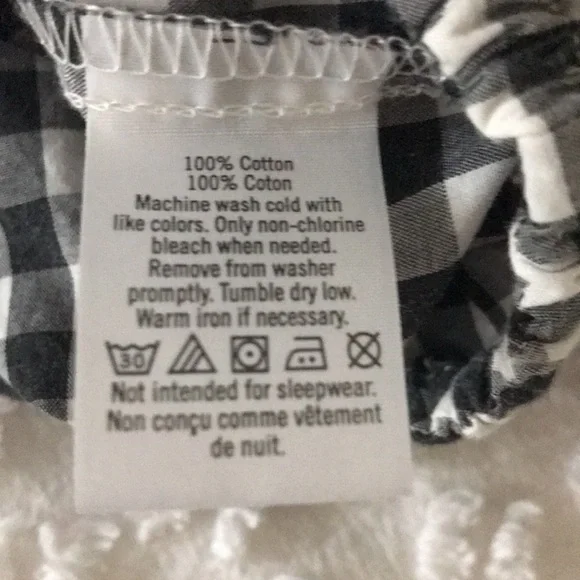 100% Cotton
100% Coton
Machine wash cold with
like colors. Only non-chlorine
bleach when needed.
Remove from washer
promptly. Tumble dry low.
Warm iron if necessary.
30
Not intended for sleepwear.
Non conçu comme vêtement
de nuit.